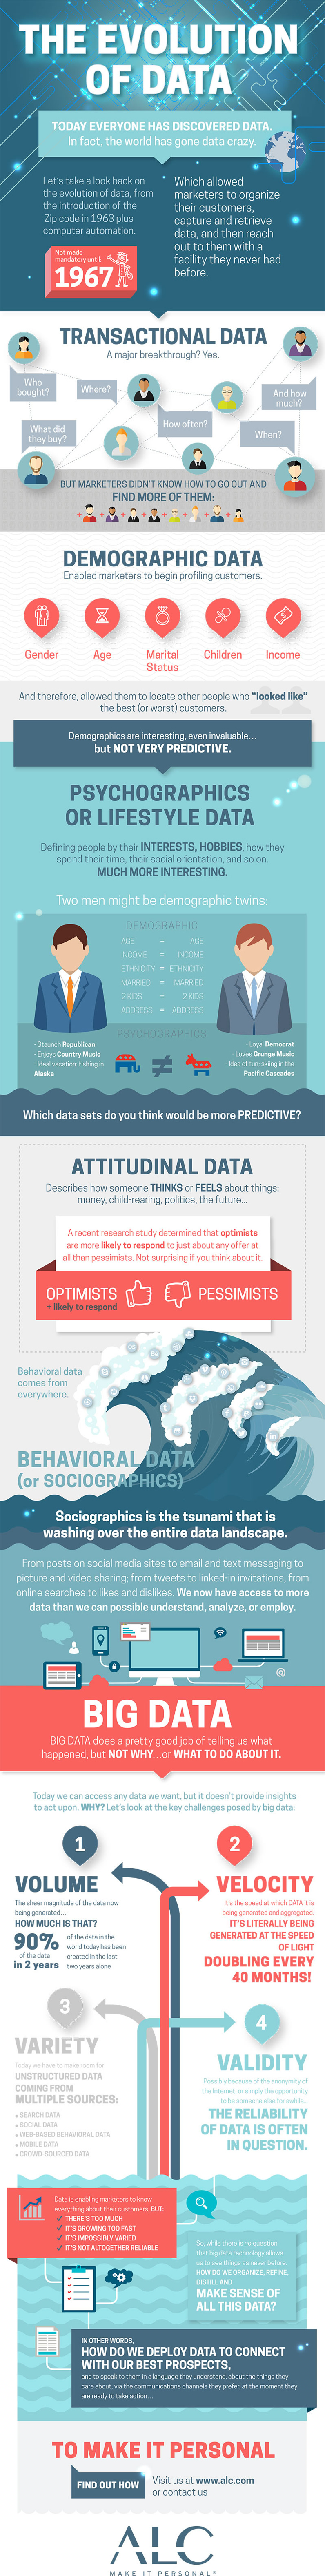 THE EVOLUTION
OF DATA
TODAY EVERYONE HAS DISCOVERED DATA.
In fact, the world has gone data crazy.
Let's take a look back on
the evolution of data, from
the introduction of the
Zip code in 1963 plus
computer automation.
Not made
mandatory until:
1967
Which allowed
marketers to organize
their customers,
capture and retrieve
data, and then reach
out to them with a
facility they never had
before.
TRANSACTIONAL DATA
A major breakthrough? Yes.
Who
bought?
Where?
And how
much?
What did
they buy?
How often?
When?
BUT MARKETERS DIDN'T KNOW HOW TO GO OUT AND
FIND MORE OF THEM:
DEMOGRAPHIC DATA
Enabled marketers to begin profiling customers.
Gender
Age
Marital
Status
Children
Income
And therefore, allowed them to locate other people who "looked like"
the best (or worst) customers.
Demographics are interesting, even invaluable...
but NOT VERY PREDICTIVE.
PSYCHOGRAPHICS
OR LIFESTYLE DATA
Defining people by their INTERESTS, HOBBIES, how they
spend their time, their social orientation, and so on.
MUCH MORE INTERESTING.
Two men might be demographic twins:
DEMOGRAPHIC
AGE = AGE
INCOME = INCOME
ETHNICITY = ETHNICITY
MARRIED = MARRIED
2 KIDS = 2 KIDS
ADDRESS = ADDRESS
PSYCHOGRAPHICS
- Staunch Republican
- Enjoys Country Music
- Ideal vacation: fishing in
Alaska
- Loyal Democrat
- Loves Grunge Music
- Idea of fun: skiing in the
Pacific Cascades
Which data sets do you think would be more PREDICTIVE?
ATTITUDINAL DATA
Describes how someone THINKS or FEELS about things:
money, child-rearing, politics, the future...
A recent research study determined that optimists
are more likely to respond to just about any offer at
all than pessimists. Not surprising if you think about it.
OPTIMISTS
+ likely to respond
PESSIMISTS
Behavioral data
comes from
everywhere.
BEHAVIORAL DATA
(or SOCIOGRAPHICS)
Sociographics is the tsunami that is
washing over the entire data landscape.
From posts on social media sites to email and text messaging to
picture and video sharing; from tweets to linked-in invitations, from
online searches to likes and dislikes. We now have access to more
data than we can possible understand, analyze, or employ.
BIG DATA
BIG DATA does a pretty good job of telling us what
happened, but NOT WHY...or WHAT TO DO ABOUT IT.
Today we can access any data we want, but it doesn't provide insights
to act upon. WHY? Let's look at the key challenges posed by big data:
1
VOLUME
The sheer magnitude of the data now
being generated...
HOW MUCH IS THAT?
90%
of the data
in 2 years
of the data in the
world today has been
created in the last
two years alone
2
VELOCITY
It's the speed at which DATA it is
being generated and aggregated.
IT'S LITERALLY BEING
GENERATED AT THE SPEED
OF LIGHT
DOUBLING EVERY
40 MONTHS!
3
VARIETY
Today we have to make room for
UNSTRUCTURED DATA
COMING FROM
MULTIPLE SOURCES:
• SEARCH DATA
• SOCIAL DATA
• WEB-BASED BEHAVIORAL DATA
• MOBILE DATA
• CROWD-SOURCED DATA
4
VALIDITY
Possibly because of the anonymity of
the internet, or simply the opportunity
to be someone else for awhile...
THE RELIABILITY
OF DATA IS OFTEN
IN QUESTION.
Data is enabling marketers to know
everything about their customers, BUT:
✓ THERE'S TOO MUCH
✓ IT'S GROWING TOO FAST
✓ IT'S IMPOSSIBLY VARIED
✓ IT'S NOT ALTOGETHER RELIABLE
So, while there is no question
that big data technology allows
us to see things as never before,
HOW DO WE ORGANIZE, REFINE,
DISTILL AND
MAKE SENSE OF
ALL THIS DATA?
IN OTHER WORDS,
HOW DO WE DEPLOY DATA TO CONNECT
WITH OUR BEST PROSPECTS,
and to speak to them in a language they understand, about the things they
care about, via the communications channels they prefer, at the moment they
are ready to take action...
TO MAKE IT PERSONAL
FIND OUT HOW
Visit us at www.alc.com
or contact us
ALC
MAKE IT PERSONAL®